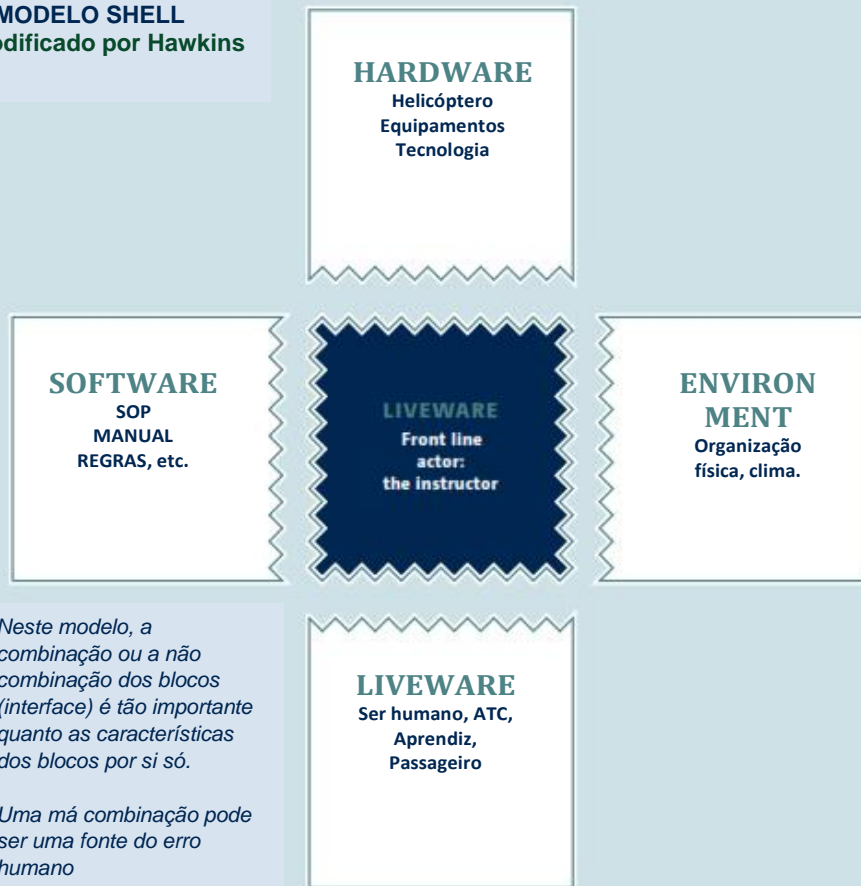 MODELO SHELL
odificado por Hawkins
HARDWARE
Helicóptero
Equipamentos
Tecnologia
SOFTWARE
SOP
MANUAL
REGRAS, etc.
LIVEWARE
Front line
actor:
the instructor
ENVIRON
MENT
Organização
física, clima.
Neste modelo, a
combinação ou a não
combinação dos blocos
(interface) é tão importante
quanto as características
dos blocos por si só.
Uma má combinação pode
ser uma fonte do erro
humano
LIVEWARE
Ser humano, ATC,
Aprendiz,
Passageiro